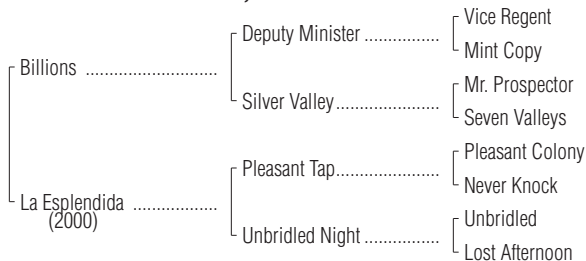 Vice Regent
Deputy Minister ................
Mint Copy
Billions ............................
Mr. Prospector
Silver Valley......................
Seven Valleys
Pleasant Colony
Pleasant Tap......................
Never Knock
La Esplendida ..................
(2000)
Unbridled
Unbridled Night ................
Lost Afternoon